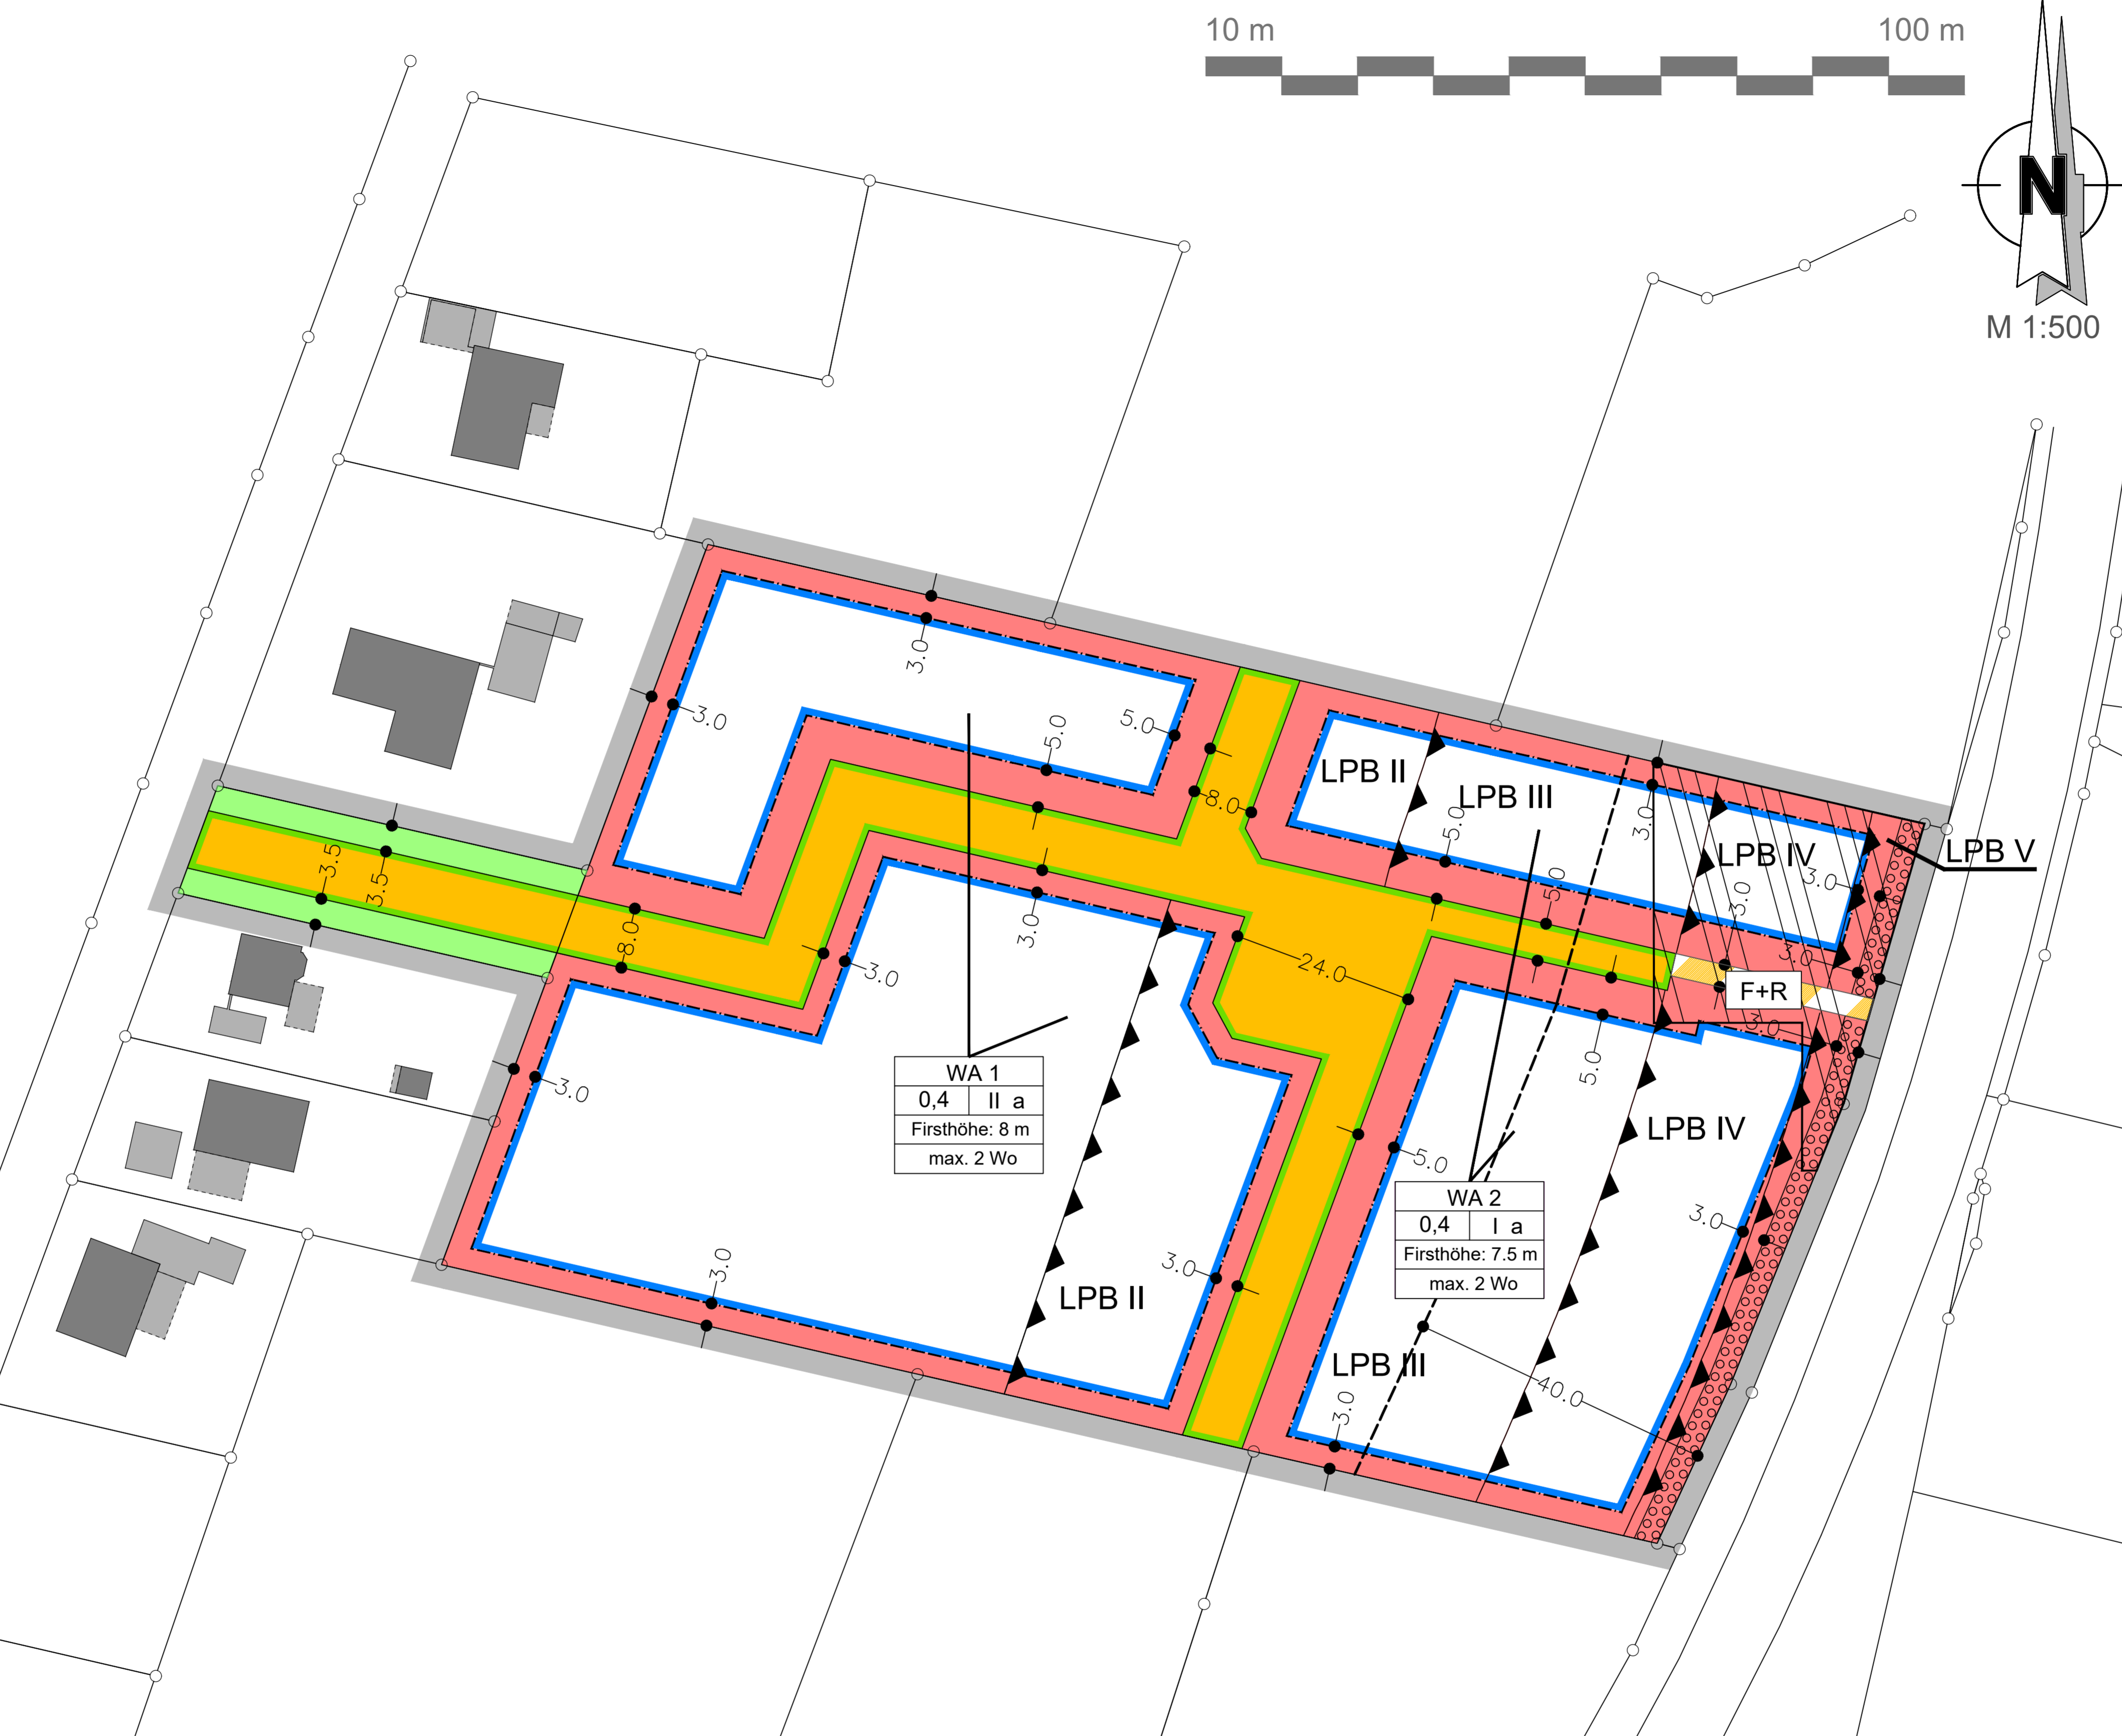 10 m
100 m
N
M 1:500
3.0
3.0
5.0
5.0
8.0
LPB II
LPB III
5.0
3.0
LPB IV
LPB V
3.0
3.0
5.0
3.5
3.5
8.0
3.0
3.0
24.0
3.0
F+R
3.0
5.0
3.0
WA 1
0,4
II a
Firsthöhe: 8 m
max. 2 Wo
LPB IV
5.0
WA 2
0,4
I a
Firsthöhe: 7.5 m
max. 2 Wo
3.0
3.0
3.0
LPB II
LPB III
3.0
40.0